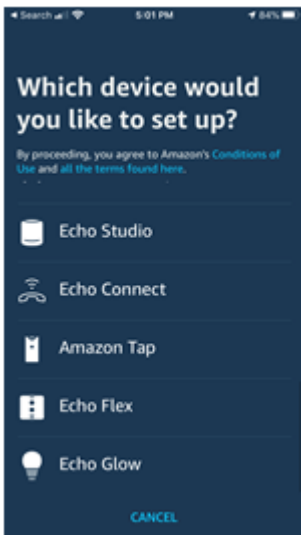 Search
5:01 PM
84%
Which device would
you like to set up?
By proceeding, you agree to Amazon's Conditions of
Use and all the terms found here.
Echo Studio
Echo Connect
Amazon Tap
Echo Flex
Echo Glow
CANCEL